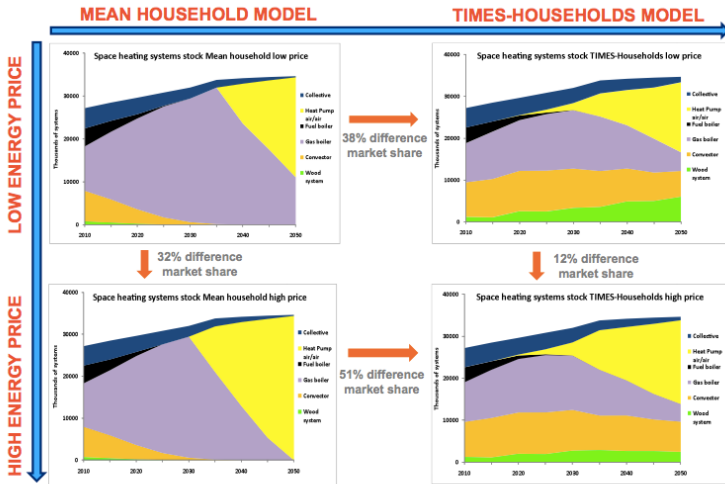 MEAN HOUSEHOLD MODEL
TIMES-HOUSEHOLDS MODEL
LOW ENERGY PRICE
HIGH ENERGY PRICE
Space heating systems stock Mean household low price
Thousands of systems
40000
30000
20000
10000
0
2010
2020
2030
2040
2050
Collective
Heat Pump
air/air
Fuel boiler
Gas boiler
Convector
Wood
system
38% difference
market share
Space heating systems stock TIMES-Households low price
Thousands of systems
40000
30000
20000
10000
0
2010
2020
2030
2040
2050
Collective
Heat Pump
air/air
Fuel boiler
Gas boiler
Convector
Wood
system
32% difference
market share
12% difference
market share
Space heating systems stock Mean household high price
Thousands of systems
40000
30000
20000
10000
0
2010
2020
2030
2040
2050
Collective
Heat Pump
air/air
Fuel boiler
Gas boiler
Convector
Wood
system
51% difference
market share
Space heating systems stock TIMES-Households high price
Thousands of systems
40000
30000
20000
10000
0
2010
2020
2030
2040
2050
Collective
Heat Pump
air/air
Fuel boiler
Gas boiler
Convector
Wood
system